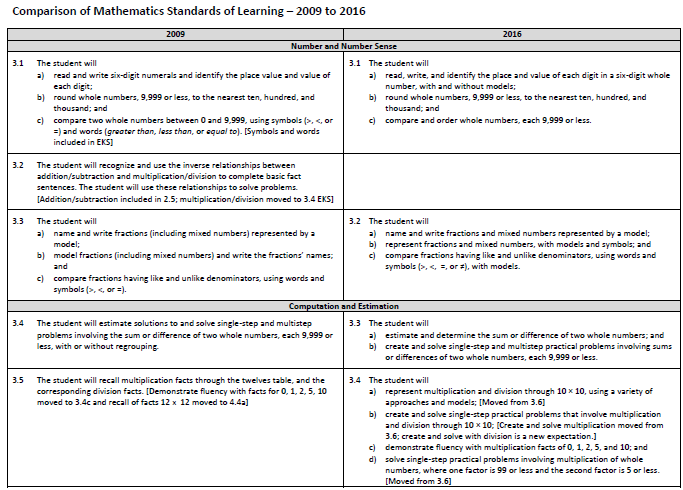 Comparison of Mathematics Standards of Learning – 2009 to 2016
2009
2016
Number and Number Sense
3.1 The student will
a) read and write six-digit numerals and identify the place value and value of
each digit;
b) round whole numbers, 9,999 or less, to the nearest ten, hundred, and
thousand; and
c) compare two whole numbers between 0 and 9,999, using symbols (>, <, or
=) and words (greater than, less than, or equal to). [Symbols and words
included in EKS]
3.1 The student will
a) read, write, and identify the place and value of each digit in a six-digit whole
number, with and without models;
b) round whole numbers, 9,999 or less, to the nearest ten, hundred, and
thousand; and
c) compare and order whole numbers, each 9,999 or less.
3.2 The student will recognize and use the inverse relationships between
addition/subtraction and multiplication/division to complete basic fact
sentences. The student will use these relationships to solve problems.
[Addition/subtraction included in 2.5; multiplication/division moved to 3.4 EKS]
3.3 The student will
a) name and write fractions (including mixed numbers) represented by a
model;
b) model fractions (including mixed numbers) and write the fractions' names;
and
c) compare fractions having like and unlike denominators, using words and
symbols (>, <, or =).
3.2 The student will
a) name and write fractions and mixed numbers represented by a model;
b) represent fractions and mixed numbers, with models and symbols; and
c) compare fractions having like and unlike denominators, using words and
symbols (>, <, =, or ≠), with models.
Computation and Estimation
3.4 The student will estimate solutions to and solve single-step and multistep
problems involving the sum or difference of two whole numbers, each 9,999 or
less, with or without regrouping.
3.3 The student will
a) estimate and determine the sum or difference of two whole numbers; and
b) create and solve single-step and multistep practical problems involving sums
or differences of two whole numbers, each 9,999 or less.
3.5 The student will recall multiplication facts through the twelves table, and the
corresponding division facts. [Demonstrate fluency with facts for 0, 1, 2, 5, 10
moved to 3.4c and recall of facts 12 x 12 moved to 4.4a]
3.4 The student will
a) represent multiplication and division through 10 × 10, using a variety of
approaches and models; [Moved from 3.6]
b) create and solve single-step practical problems that involve multiplication
and division through 10 × 10; [Create and solve multiplication moved from
3.6; create and solve with division is a new expectation.]
c) demonstrate fluency with multiplication facts of 0, 1, 2, 5, and 10; and
d) solve single-step practical problems involving multiplication of whole
numbers, where one factor is 99 or less and the second factor is 5 or less.
[Moved from 3.6]